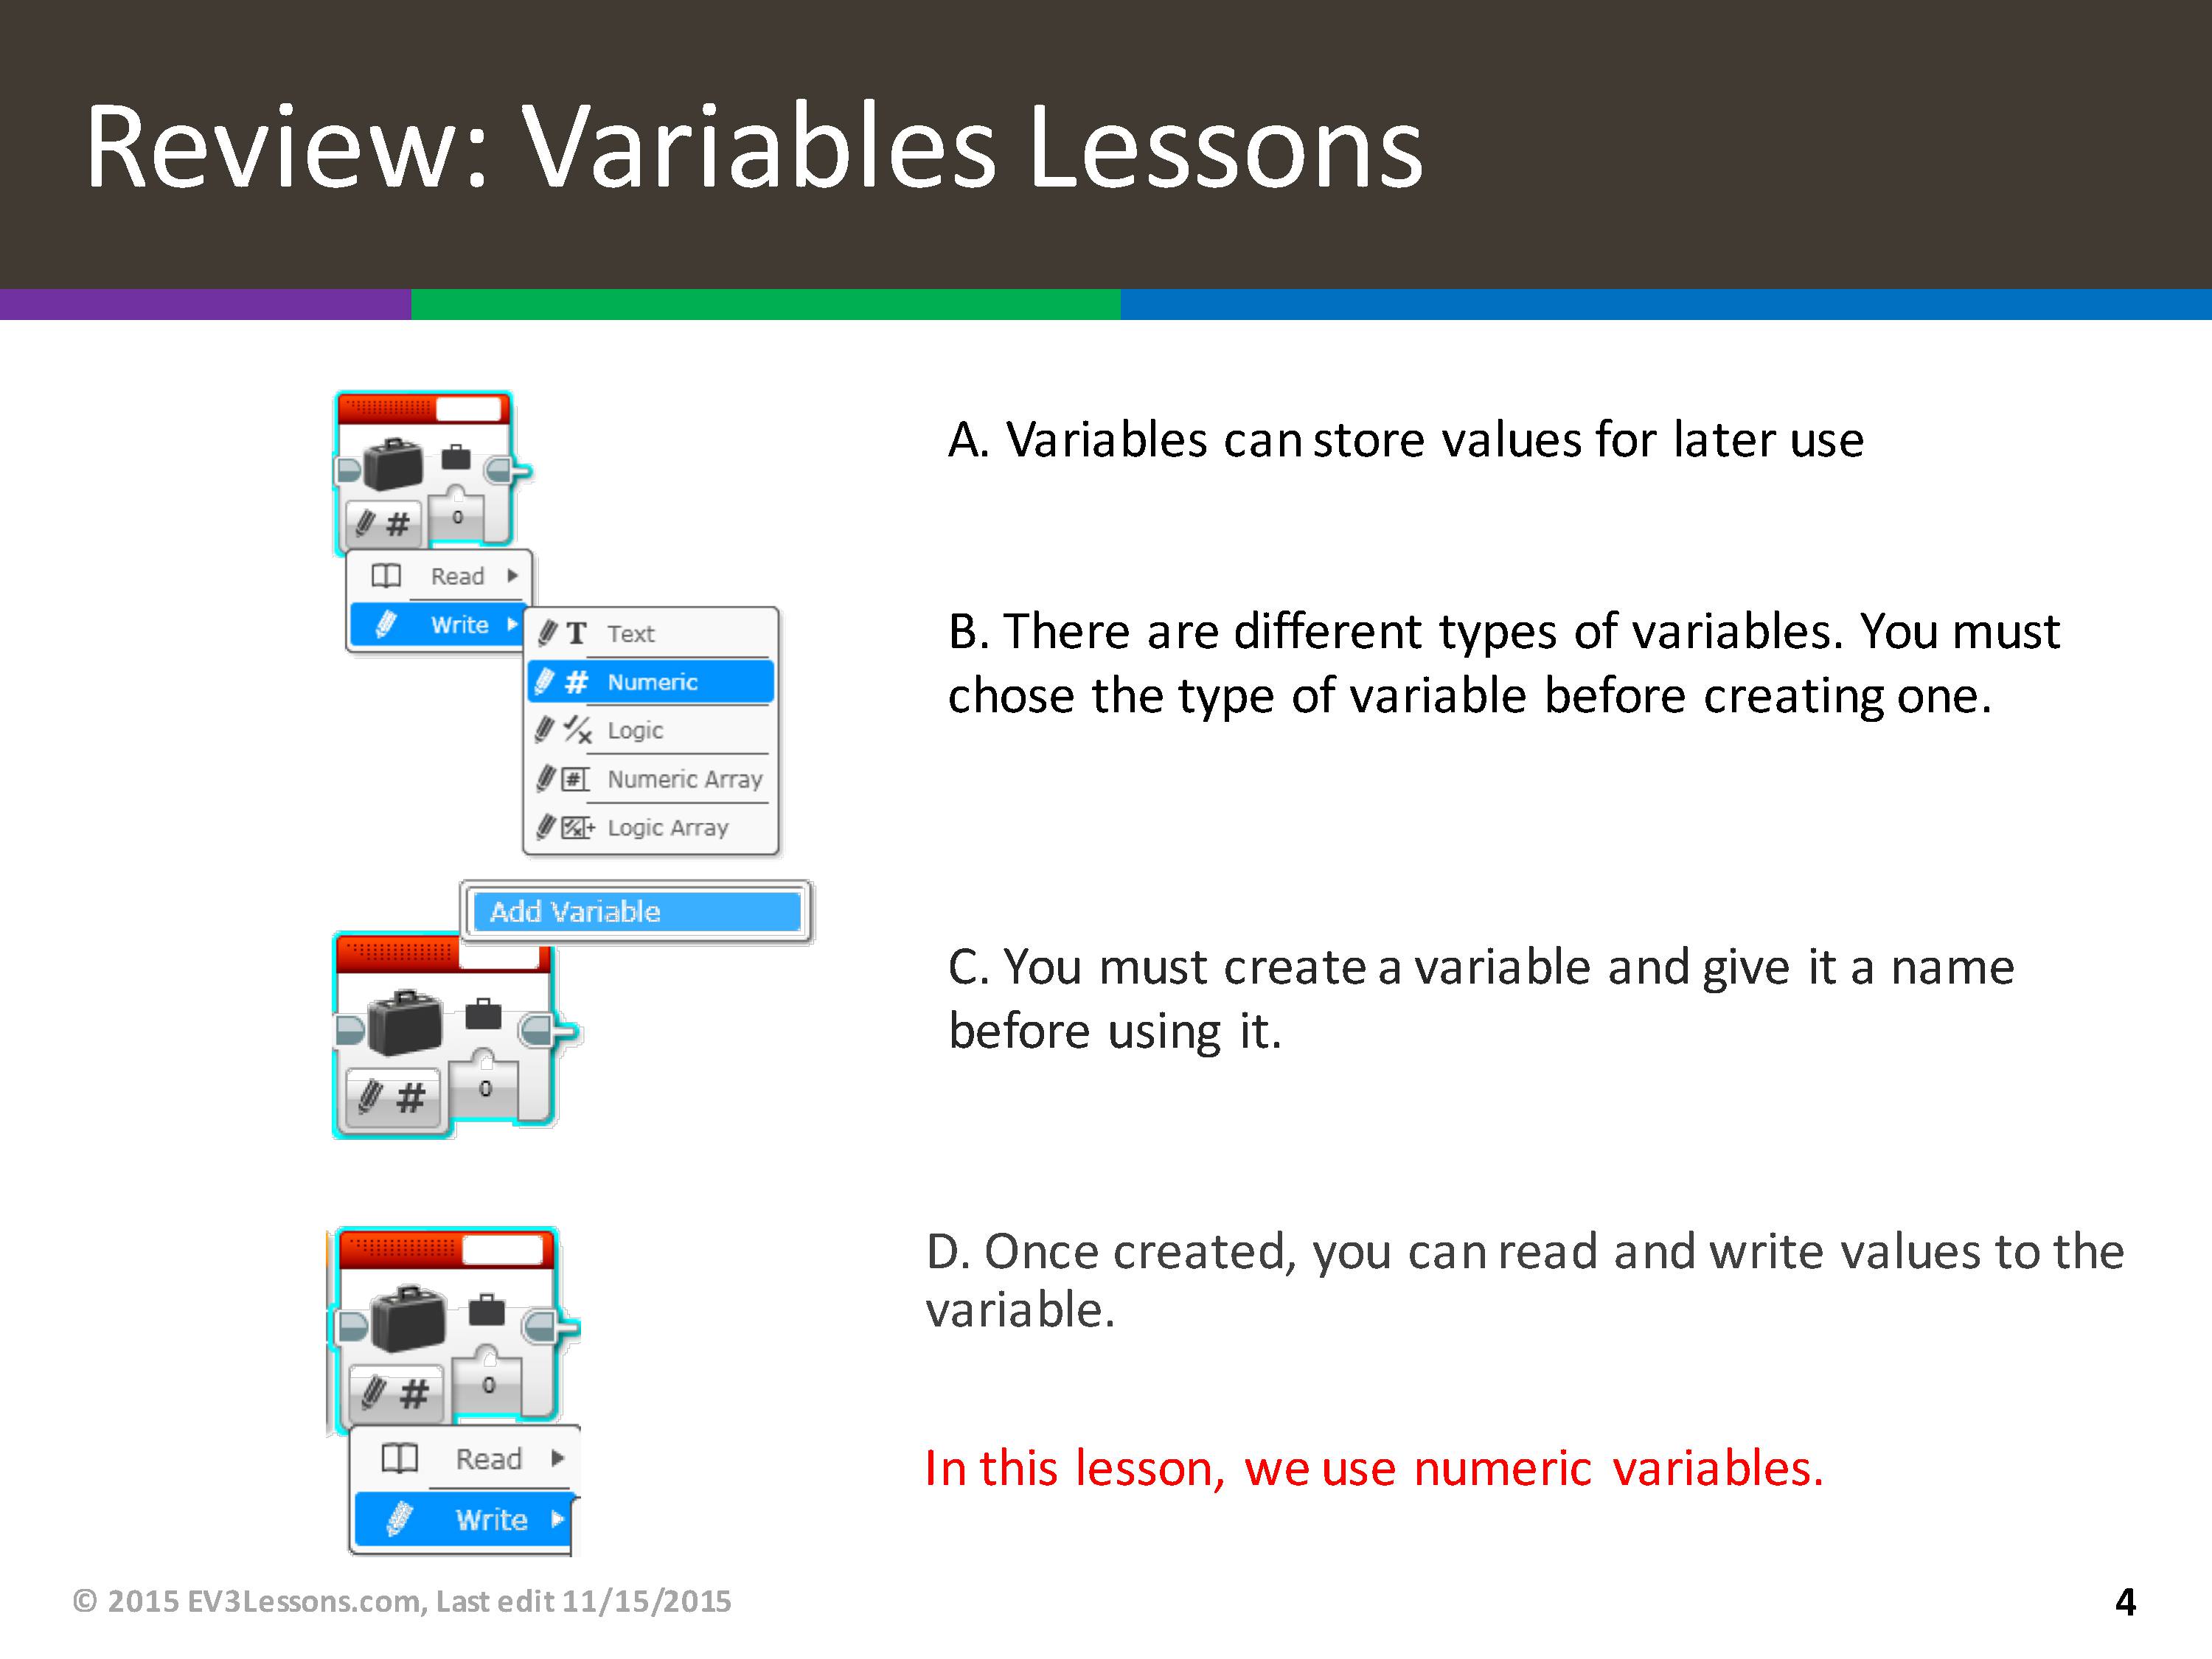 Review: Variables Lessons
A. Variables can store values for later use
#
0
Read
Write
T Text
# Numeric
Logic
# Numeric Array
Logic Array
B. There are different types of variables. You must
chose the type of variable before creating one.
Add Variable
#
0
C. You must create a variable and give it a name
before using it.
#
0
Read
Write
D. Once created, you can read and write values to the
variable.
In this lesson, we use numeric variables.
© 2015 EV3Lessons.com, Last edit 11/15/2015
4